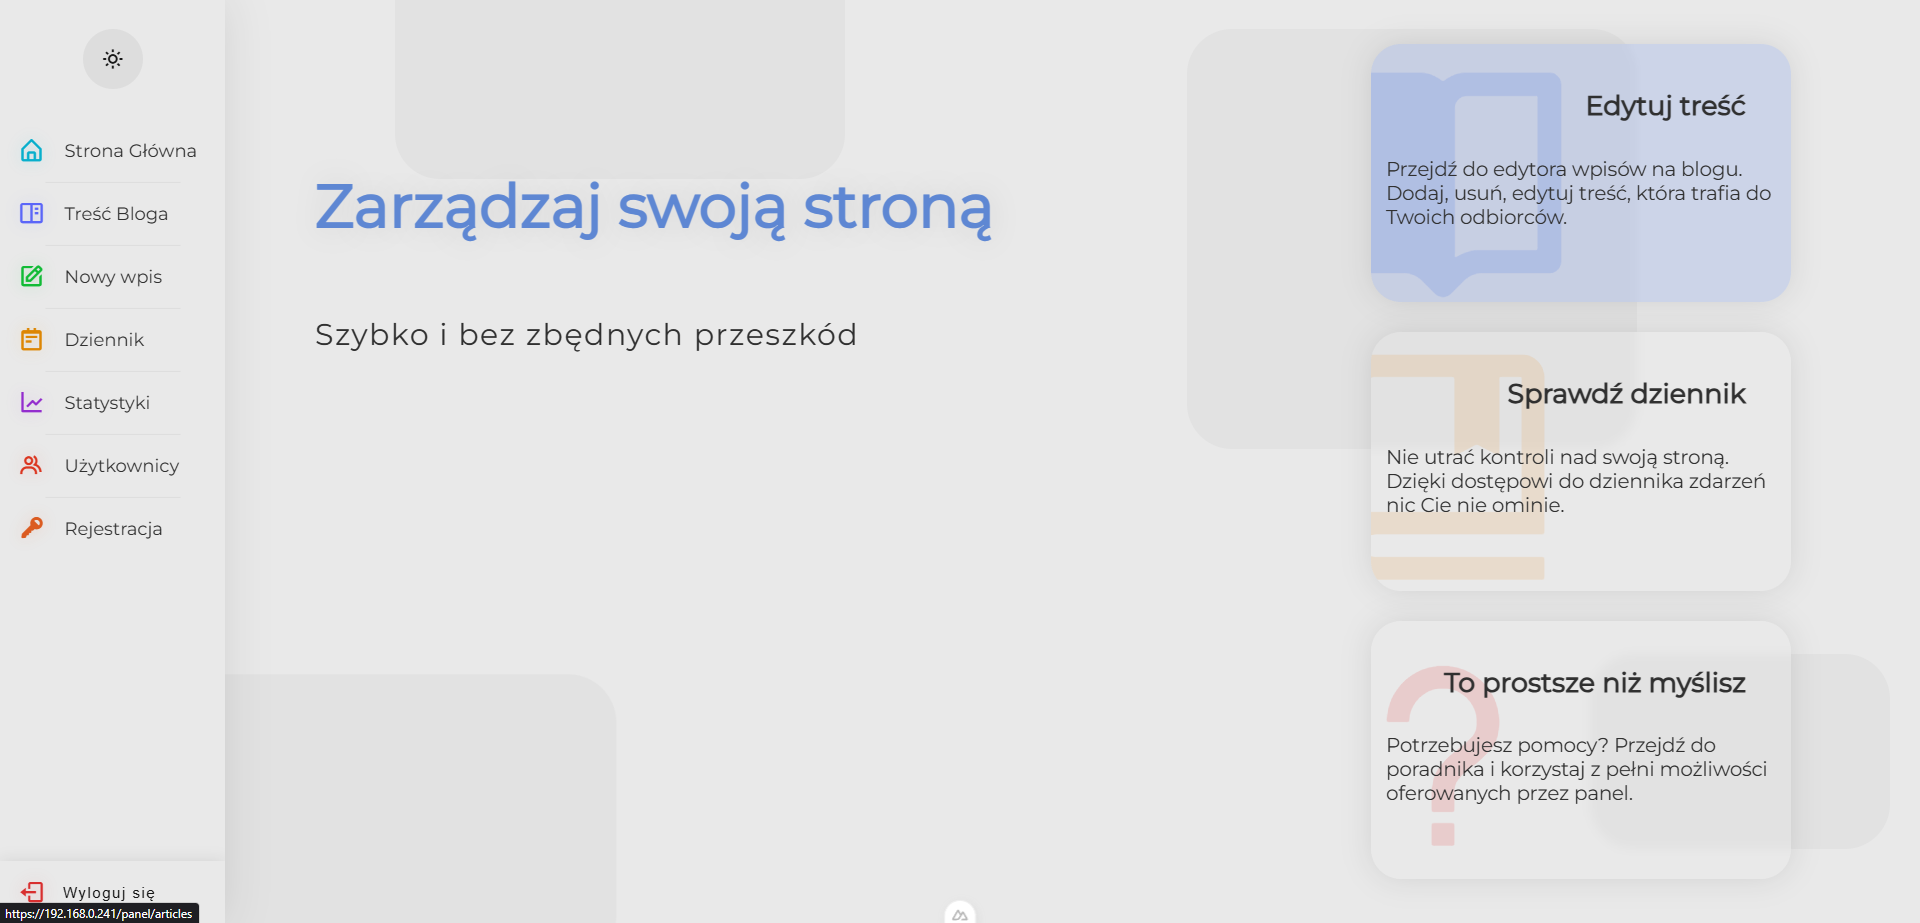 Strona Główna
Treść Bloga
Nowy wpis
Dziennik
Statystyki
Użytkownicy
Rejestracja
Wyloguj się
https://192.168.0.241/panel/articles
Zarządzaj swoją stroną
Szybko i bez zbędnych przeszkód
Edytuj treść
Przejdź do edytora wpisów na blogu.
Dodaj, usuń, edytuj treść, która trafia do
Twoich odbiorców.
Sprawdź dziennik
Nie utrać kontroli nad swoją stroną.
Dzięki dostępowi do dziennika zdarzeń
nic Cie nie ominie.
To prostsze niż myślisz
Potrzebujesz pomocy? Przejdź do
poradnika i korzystaj z pełni możliwości
oferowanych przez panel.